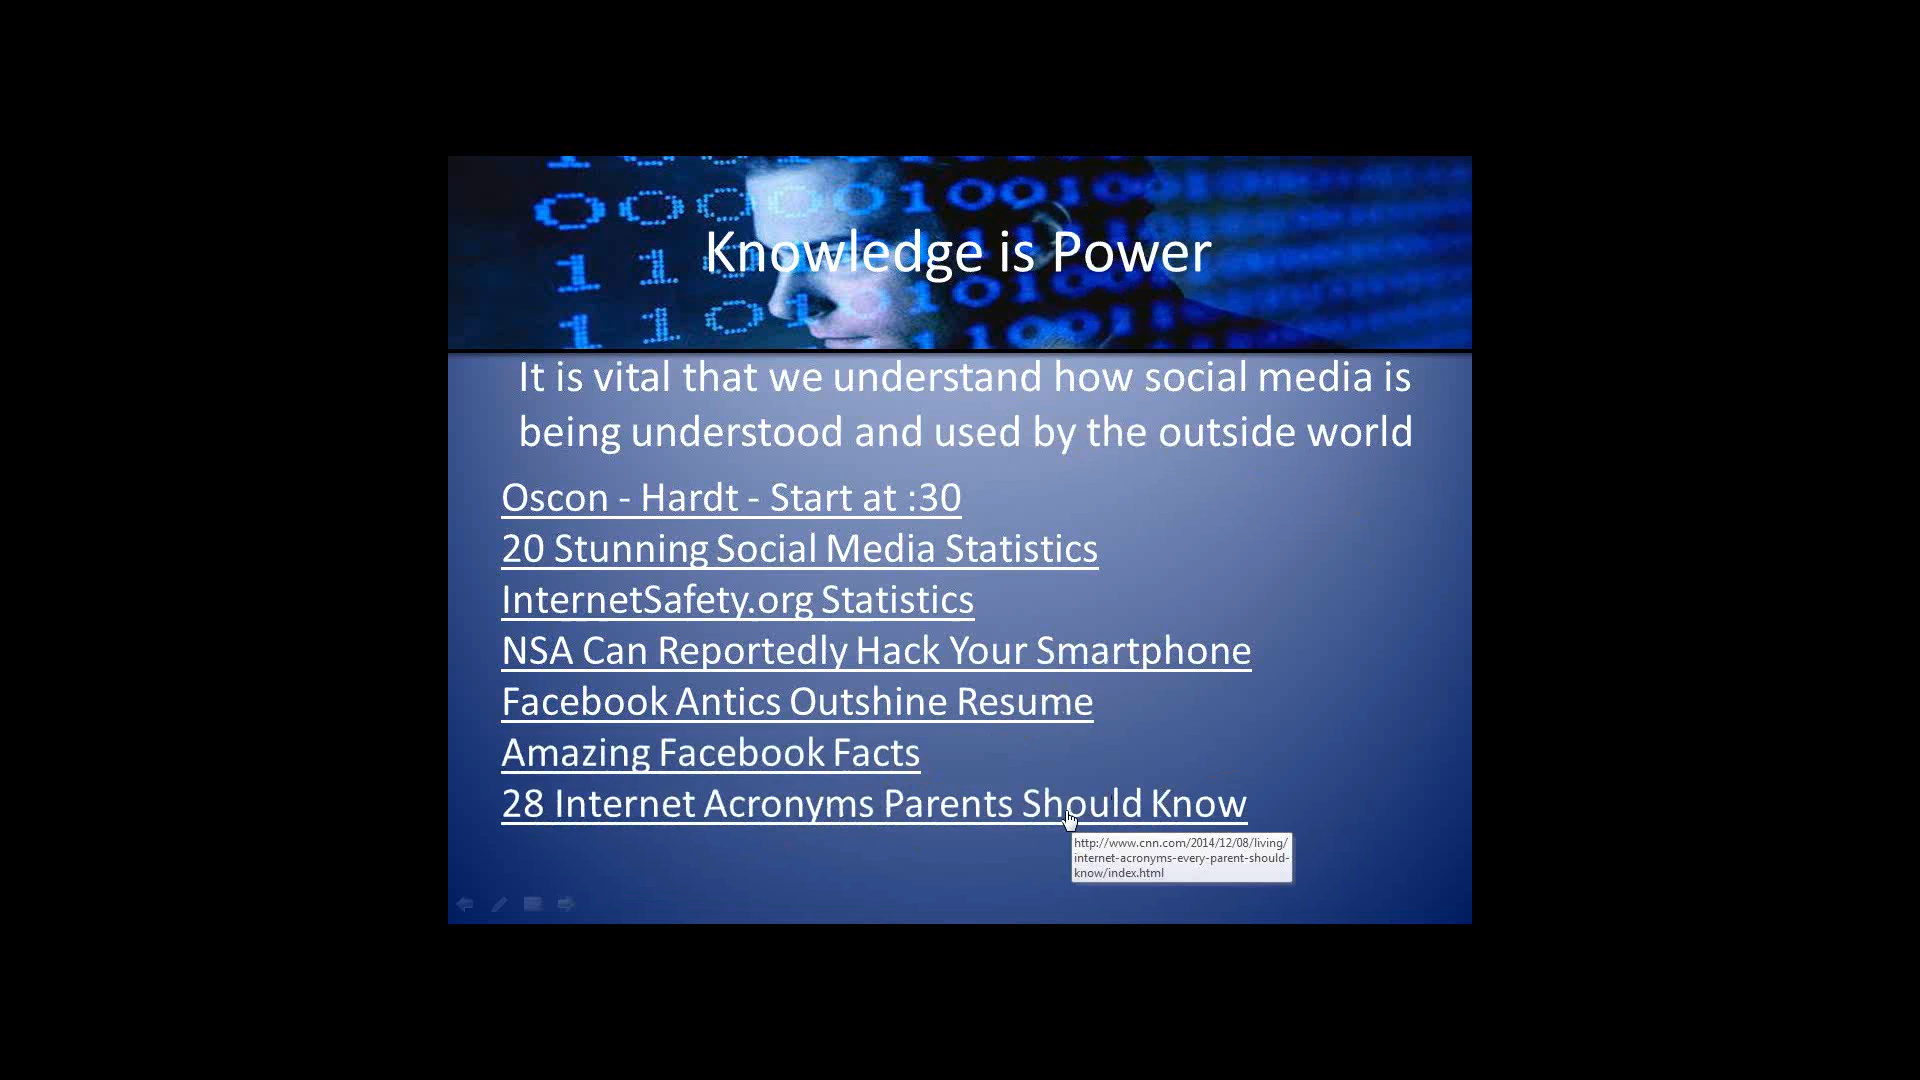 Knowledge is Power
It is vital that we understand how social media is
being understood and used by the outside world
Oscon - Hardt - Start at :30
20 Stunning Social Media Statistics
InternetSafety.org Statistics
NSA Can Reportedly Hack Your Smartphone
Facebook Antics Outshine Resume
Amazing Facebook Facts
28 Internet Acronyms Parents Should Know
http://www.cnn.com/2014/12/08/living/
internet-acronyms-every-parent-should-
know/index.html